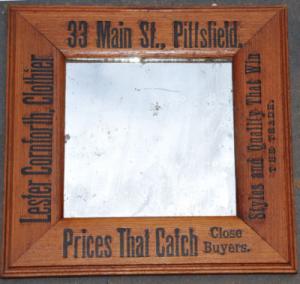 33 Main St., Pittsfield.
Lester Cornforth, Clothier
Styles and Quality That Win
THE TRADE.
Prices That Catch
Close
Buyers.